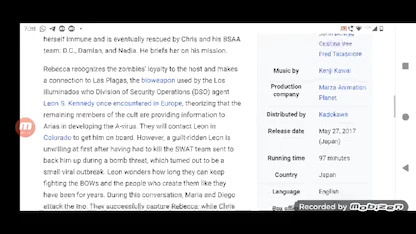 7:39
herself immune and is eventually rescued by Chris and his BSAA
team: D.C., Damian, and Nadia. He briefs her on his mission.
Rebecca recognizes the zombies' loyalty to the host and makes
a connection to Las Plagas, the bioweapon used by the Los
Illuminados who Division of Security Operations (DSO) agent
Leon S. Kennedy once encountered in Europe, theorizing that the
remaining members of the cult are providing information to
Arias in developing the A-virus. They will contact Leon in
Colorado to get him on board. However, a guilt-ridden Leon is
unwilling at first after having had to kill the SWAT team sent to
back him up during a bomb threat, which turned out to be a
small viral outbreak. Leon wonders how long they can keep
fighting the BOWs and the people who create them like they
have been for years. During this conversation, Maria and Diego
attack the inn. They successfully capture Rebecca, while Chris
Cristina Vee
Fred Tatasciore
Music by Kenji Kawai
Production company Marza Animation Planet
Distributed by Kadokawa
Release date May 27, 2017 (Japan)
Running time 97 minutes
Country Japan
Language English
Recorded by Mobizen